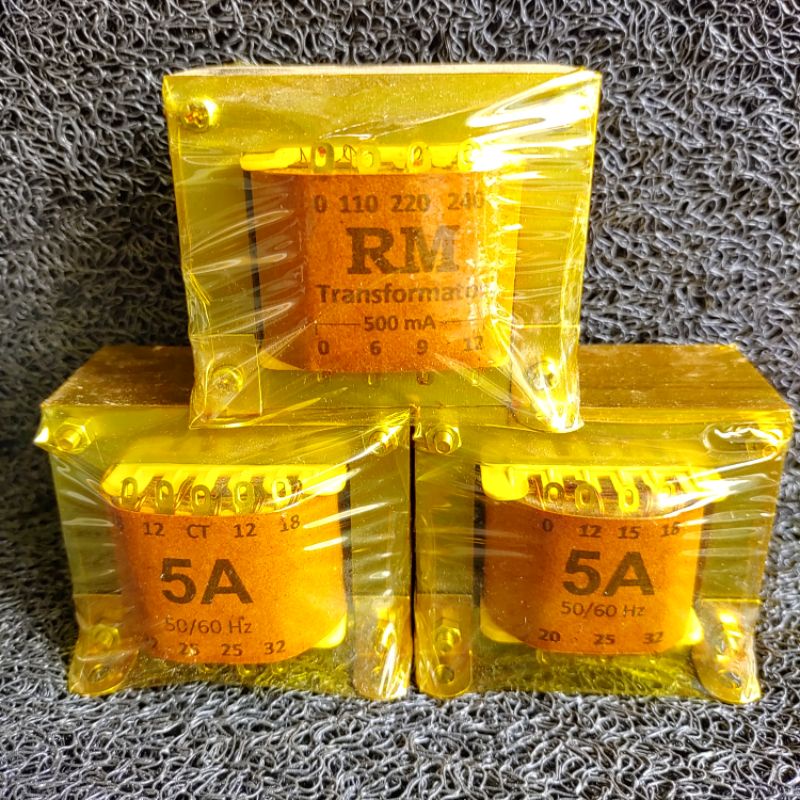 0 110 220 240
RM
Transformator
500 mA
0 6 9 12
12 CT 12 18
5A
50/60 Hz
25 25 32
0 12 15 18
5A
50/60 Hz
20 25 32